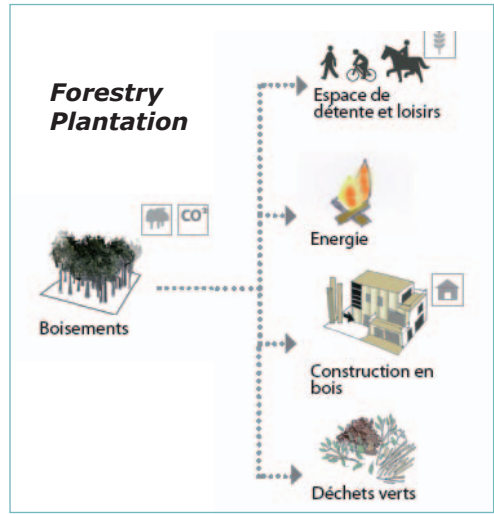 Forestry
Plantation
Espace de
détente et loisirs
CO²
Energie
Boisements
Construction en
bois
Déchets verts